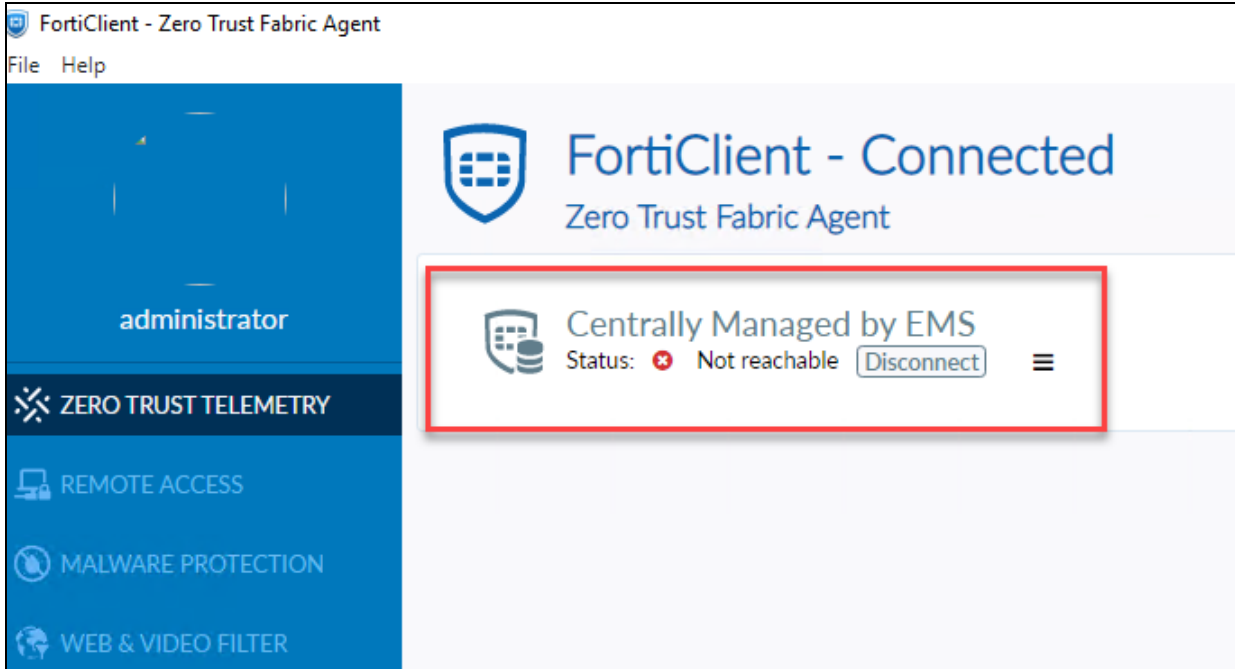 FortiClient - Zero Trust Fabric Agent
File Help
administrator
ZERO TRUST TELEMETRY
REMOTE ACCESS
MALWARE PROTECTION
WEB & VIDEO FILTER
FortiClient - Connected
Zero Trust Fabric Agent
Centrally Managed by EMS
Status: Not reachable Disconnect